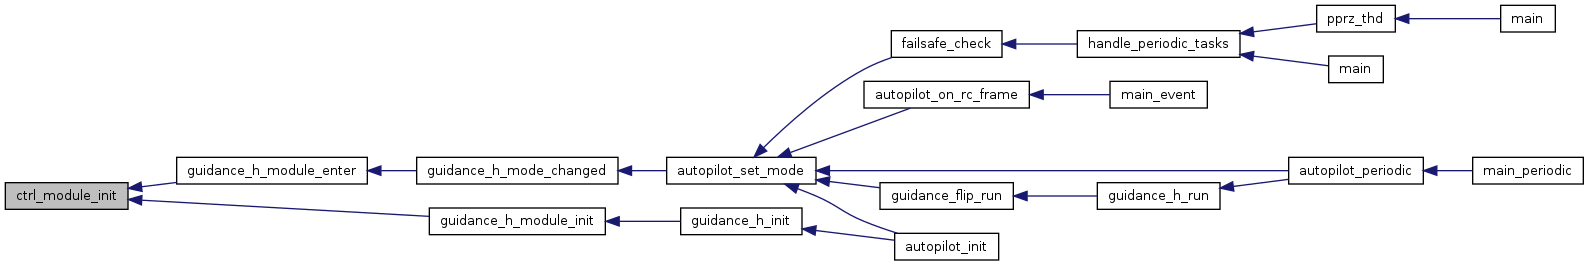 pprz_thd
main
failsafe_check
handle_periodic_tasks
main
autopilot_on_rc_frame
main_event
guidance_h_module_enter
guidance_h_mode_changed
autopilot_set_mode
autopilot_periodic
main_periodic
ctrl_module_init
guidance_flip_run
guidance_h_run
guidance_h_module_init
guidance_h_init
autopilot_init